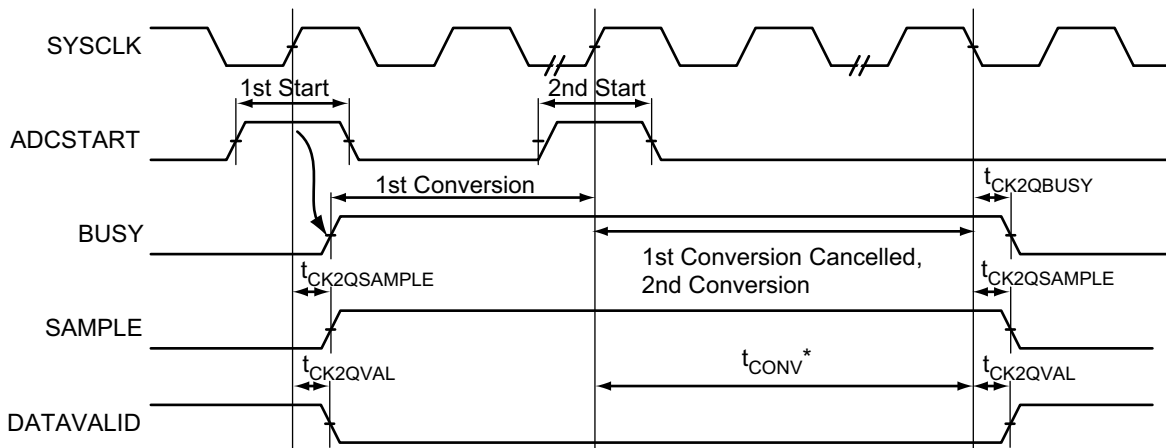 SYSCLK
1st Start
2nd Start
ADCSTART
1st Conversion
tCK2QBUSY
BUSY
1st Conversion Cancelled,
2nd Conversion
tCK2QSAMPLE
tCK2QSAMPLE
SAMPLE
tCK2QVAL
tCONV*
tCK2QVAL
DATAVALID